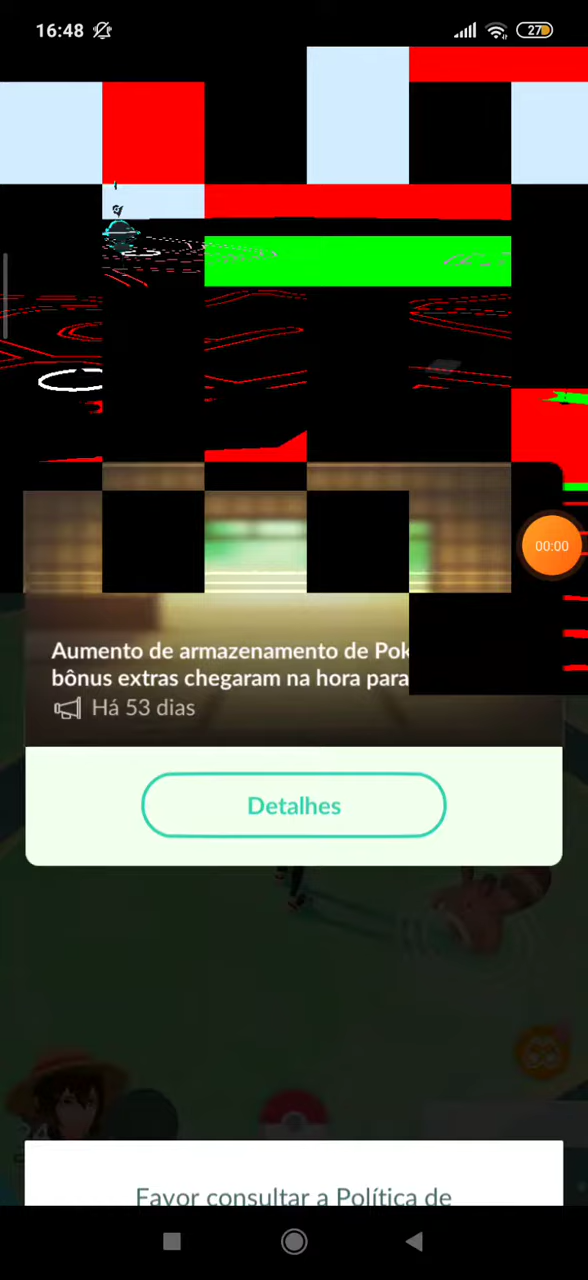 16:48
27
00:00
Aumento de armazenamento de Pok
bônus extras chegaram na hora para
Há 53 dias
Detalhes
Favor consultar a Política de